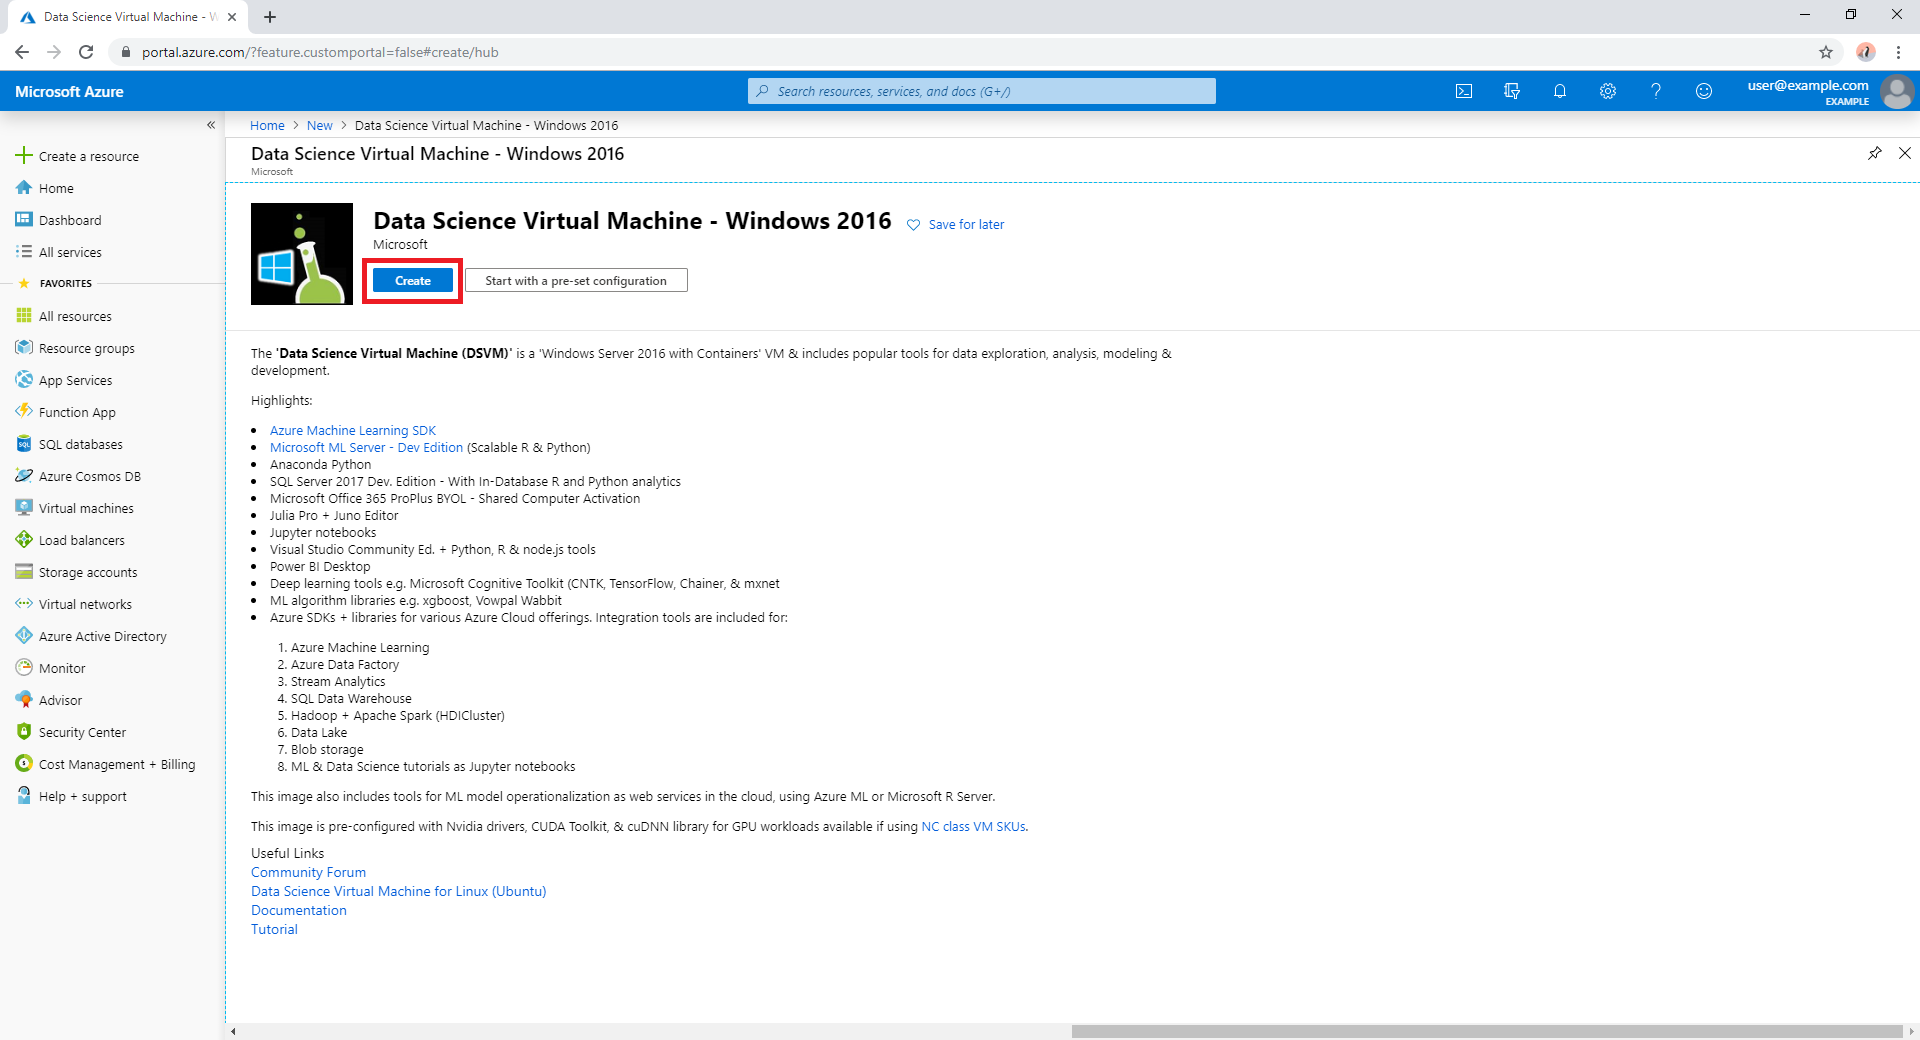 Data Science Virtual Machine - W
portal.azure.com/?feature.customportal=false#create/hub
Microsoft Azure
Search resources, services, and docs (G+/)
user@example.com
EXAMPLE
Home > New > Data Science Virtual Machine - Windows 2016
Data Science Virtual Machine - Windows 2016
Microsoft
Create a resource
Home
Dashboard
All services
FAVORITES
All resources
Resource groups
App Services
Function App
SQL databases
Azure Cosmos DB
Virtual machines
Load balancers
Storage accounts
Virtual networks
Azure Active Directory
Monitor
Advisor
Security Center
Cost Management + Billing
Help + support
Data Science Virtual Machine - Windows 2016
Save for later
Microsoft
Create
Start with a pre-set configuration
The 'Data Science Virtual Machine (DSVM)' is a 'Windows Server 2016 with Containers' VM & includes popular tools for data exploration, analysis, modeling &
development.
Highlights:
• Azure Machine Learning SDK
• Microsoft ML Server - Dev Edition (Scalable R & Python)
• Anaconda Python
• SQL Server 2017 Dev. Edition - With In-Database R and Python analytics
• Microsoft Office 365 ProPlus BYOL - Shared Computer Activation
• Julia Pro + Juno Editor
• Jupyter notebooks
• Visual Studio Community Ed. + Python, R & node.js tools
• Power BI Desktop
• Deep learning tools e.g. Microsoft Cognitive Toolkit (CNTK, TensorFlow, Chainer, & mxnet
• ML algorithm libraries e.g. xgboost, Vowpal Wabbit
• Azure SDKs + libraries for various Azure Cloud offerings. Integration tools are included for:
1. Azure Machine Learning
2. Azure Data Factory
3. Stream Analytics
4. SQL Data Warehouse
5. Hadoop + Apache Spark (HDICluster)
6. Data Lake
7. Blob storage
8. ML & Data Science tutorials as Jupyter notebooks
This image also includes tools for ML model operationalization as web services in the cloud, using Azure ML or Microsoft R Server.
This image is pre-configured with Nvidia drivers, CUDA Toolkit, & cuDNN library for GPU workloads available if using NC class VM SKUs.
Useful Links
Community Forum
Data Science Virtual Machine for Linux (Ubuntu)
Documentation
Tutorial